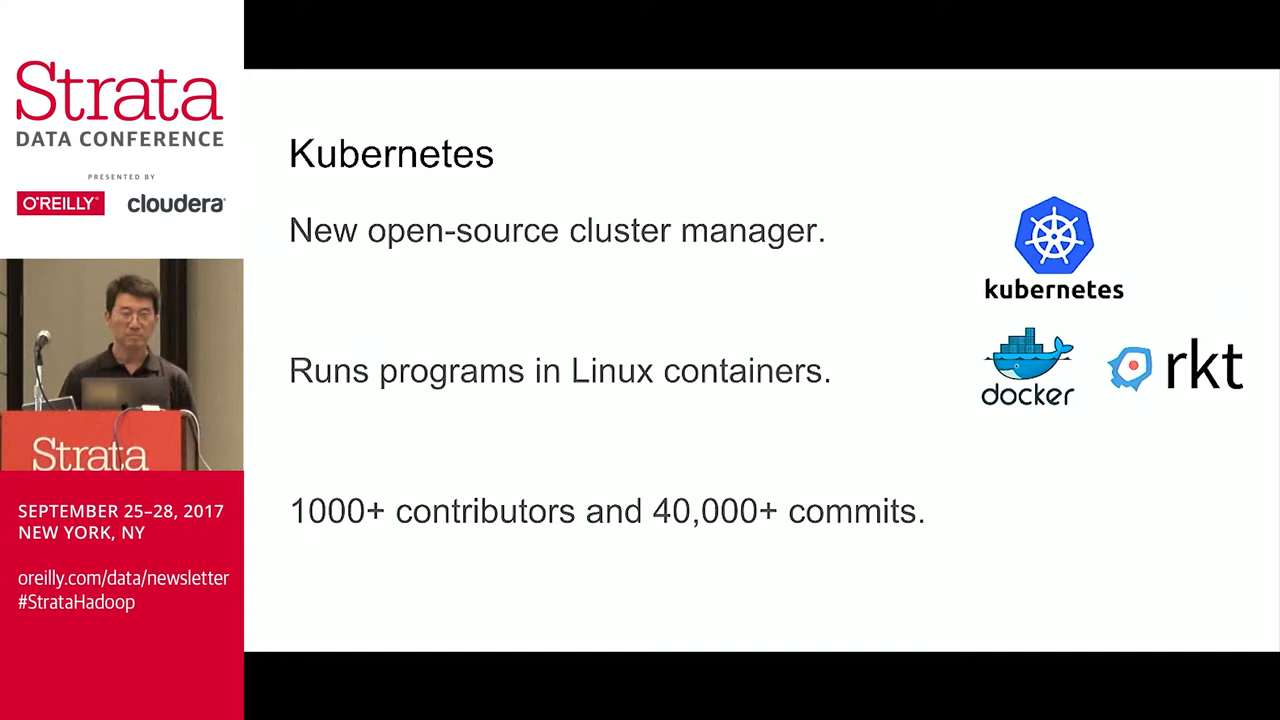 Strata
DATA CONFERENCE
PRESENTED BY
O'REILLY®
cloudera
Strata
SEPTEMBER 25–28, 2017
NEW YORK, NY
oreilly.com/data/newsletter
#StrataHadoop
Kubernetes
New open-source cluster manager.
kubernetes
Runs programs in Linux containers.
docker
rkt
1000+ contributors and 40,000+ commits.